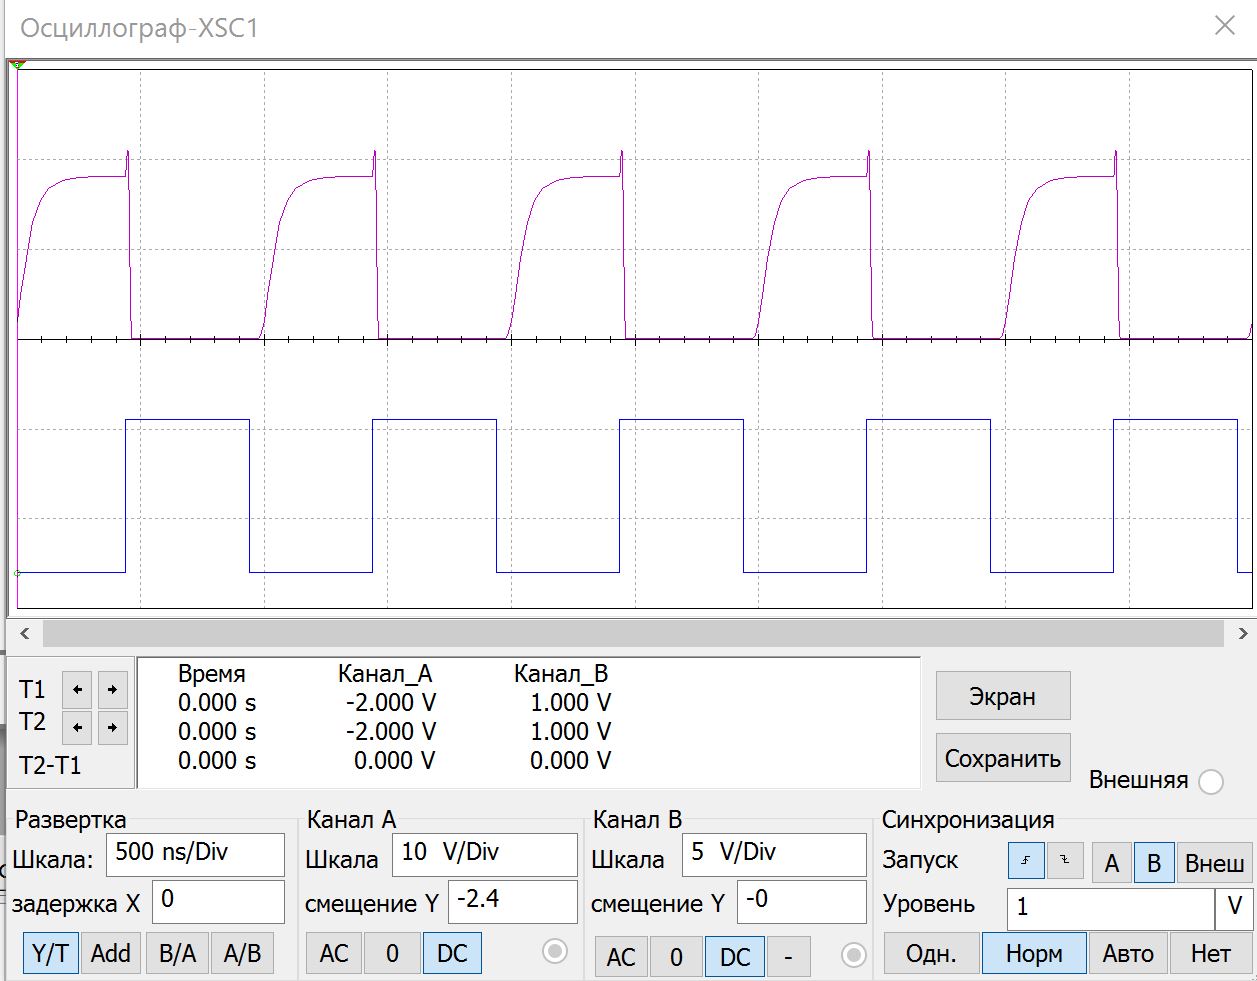 Осциллограф-XSC1
Время Канал_A Канал_B
T1 0.000 s -2.000 V 1.000 V
T2 0.000 s -2.000 V 1.000 V
T2-T1 0.000 s 0.000 V 0.000 V
Экран
Сохранить
Внешняя
Развертка Канал A Канал B Синхронизация
Шкала: 500 ns/Div Шкала 10 V/Div Шкала 5 V/Div Запуск A B Внеш
задержка X 0 смещение Y -2.4 смещение Y -0 Уровень 1 V
Y/T Add B/A A/B AC 0 DC AC 0 DC - Одн. Норм Авто Нет